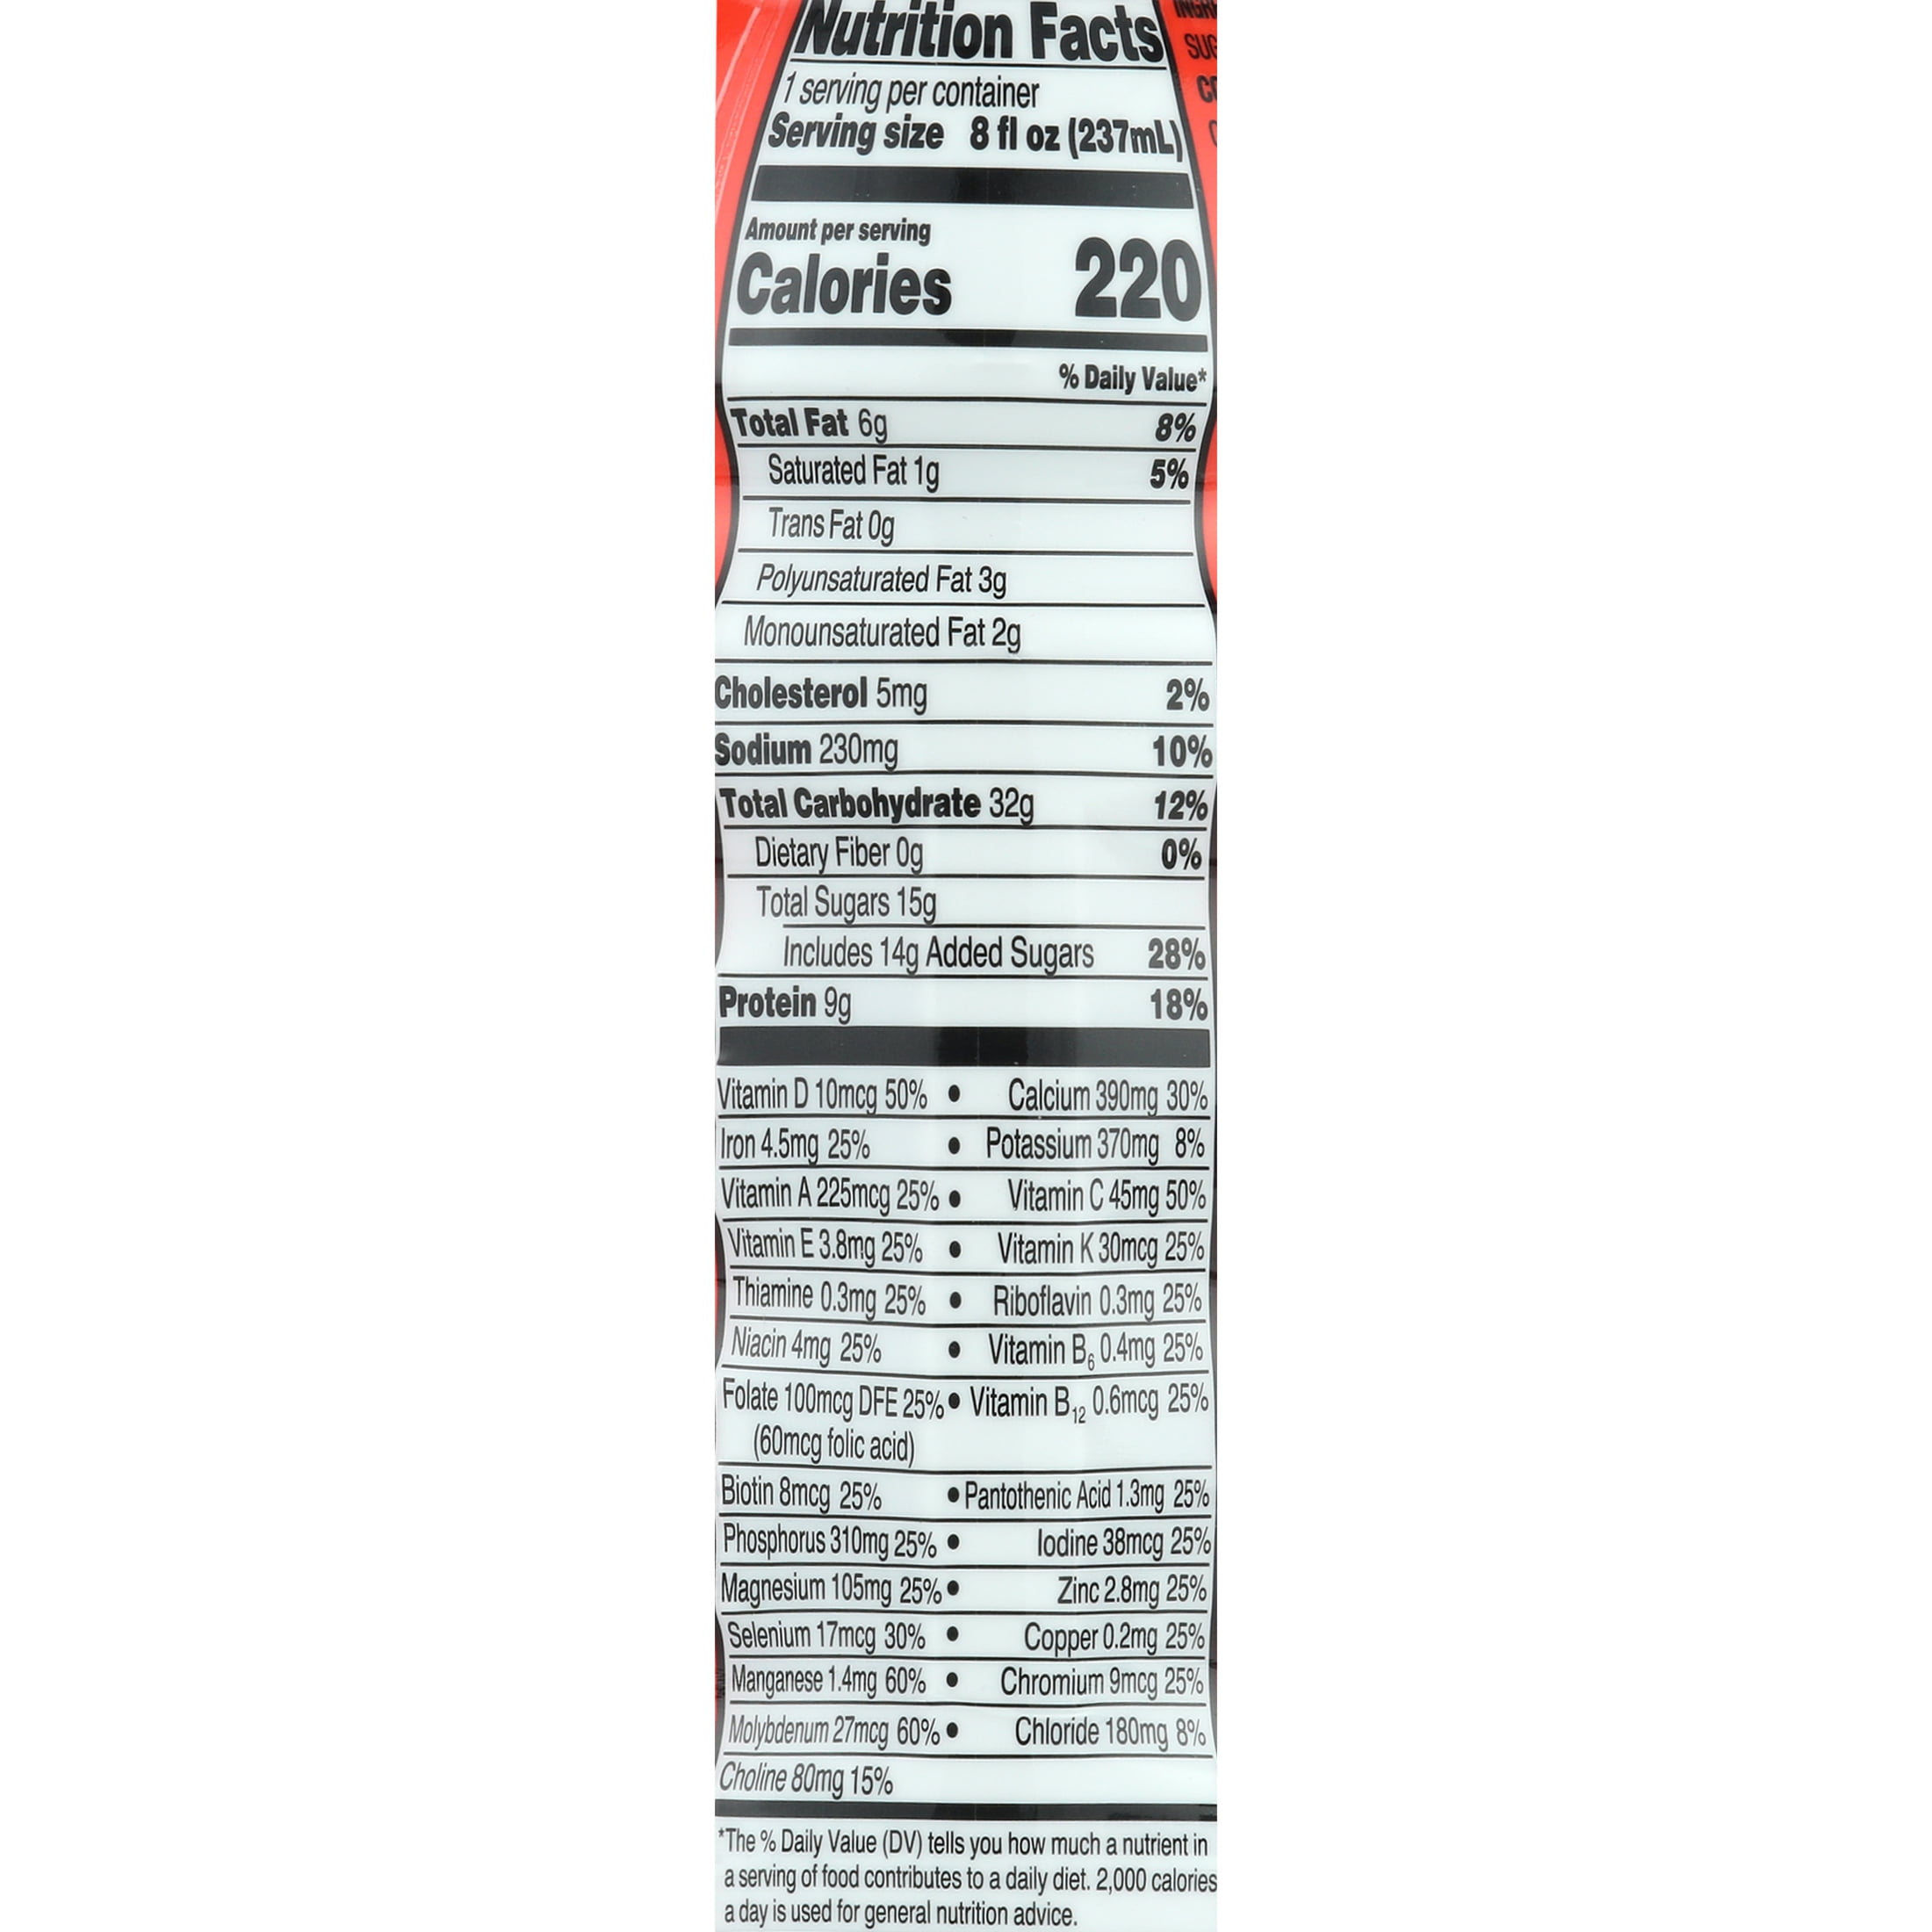 Nutrition Facts
1 serving per container
Serving size 8 fl oz (237mL)
Amount per serving
Calories 220
% Daily Value*
Total Fat 6g 8%
Saturated Fat 1g 5%
Trans Fat 0g
Polyunsaturated Fat 3g
Monounsaturated Fat 2g
Cholesterol 5mg 2%
Sodium 230mg 10%
Total Carbohydrate 32g 12%
Dietary Fiber 0g 0%
Total Sugars 15g
Includes 14g Added Sugars 28%
Protein 9g 18%
Vitamin D 10mcg 50% • Calcium 390mg 30%
Iron 4.5mg 25% • Potassium 370mg 8%
Vitamin A 225mcg 25% • Vitamin C 45mg 50%
Vitamin E 3.8mg 25% • Vitamin K 30mcg 25%
Thiamine 0.3mg 25% • Riboflavin 0.3mg 25%
Niacin 4mg 25% • Vitamin B6 0.4mg 25%
Folate 100mcg DFE 25% • Vitamin B12 0.6mcg 25%
(60mcg folic acid)
Biotin 8mcg 25% • Pantothenic Acid 1.3mg 25%
Phosphorus 310mg 25% • Iodine 38mcg 25%
Magnesium 105mg 25% • Zinc 2.8mg 25%
Selenium 17mcg 30% • Copper 0.2mg 25%
Manganese 1.4mg 60% • Chromium 9mcg 25%
Molybdenum 27mcg 60% • Chloride 180mg 8%
Choline 80mg 15%
*The % Daily Value (DV) tells you how much a nutrient in
a serving of food contributes to a daily diet. 2,000 calories
a day is used for general nutrition advice.